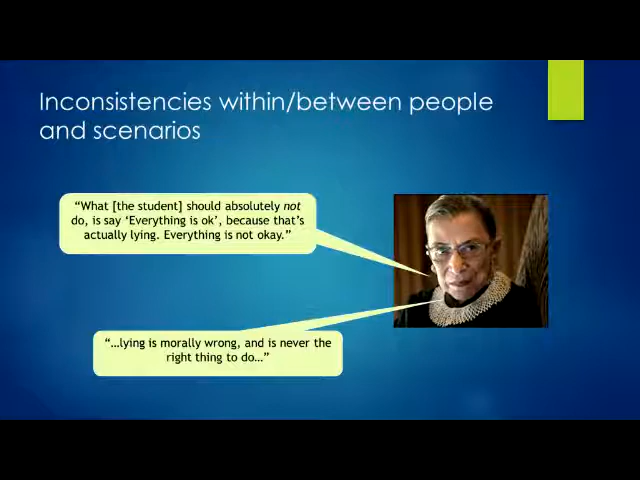 Inconsistencies within/between people
and scenarios
“What [the student] should absolutely not
do, is say ‘Everything is ok’, because that’s
actually lying. Everything is not okay.”
“…lying is morally wrong, and is never the
right thing to do…”